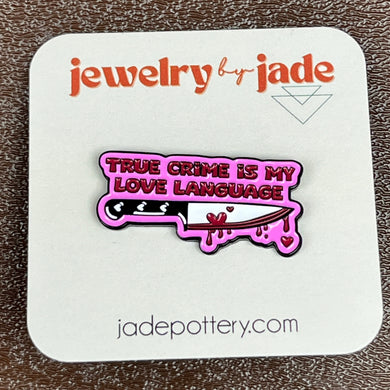 jewelry by jade
TRUE CRiME iS MY
LOVE LANGUAGE
jadepottery.com